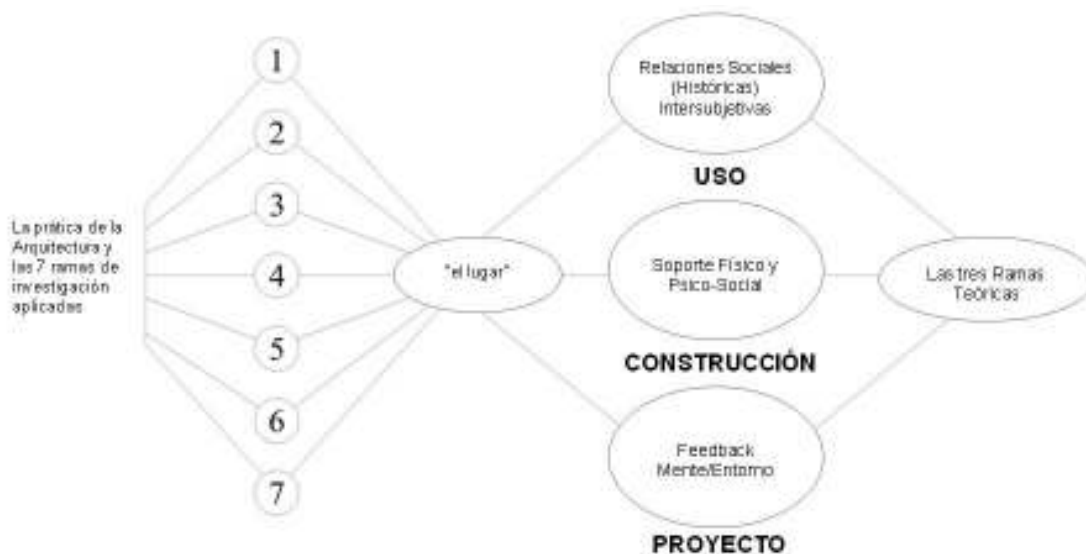 La prática de la
Arquitectura y
las 7 ramas de
investigación
aplicadas
1
2
3
4
5
6
7
"el lugar"
Relaciones Sociales
(Históricas)
Intersubjetivas
USO
Soporte Físico y
Psico-Social
CONSTRUCCIÓN
Feedback
Mente/Entorno
PROYECTO
Las tres Ramas
Teóricas